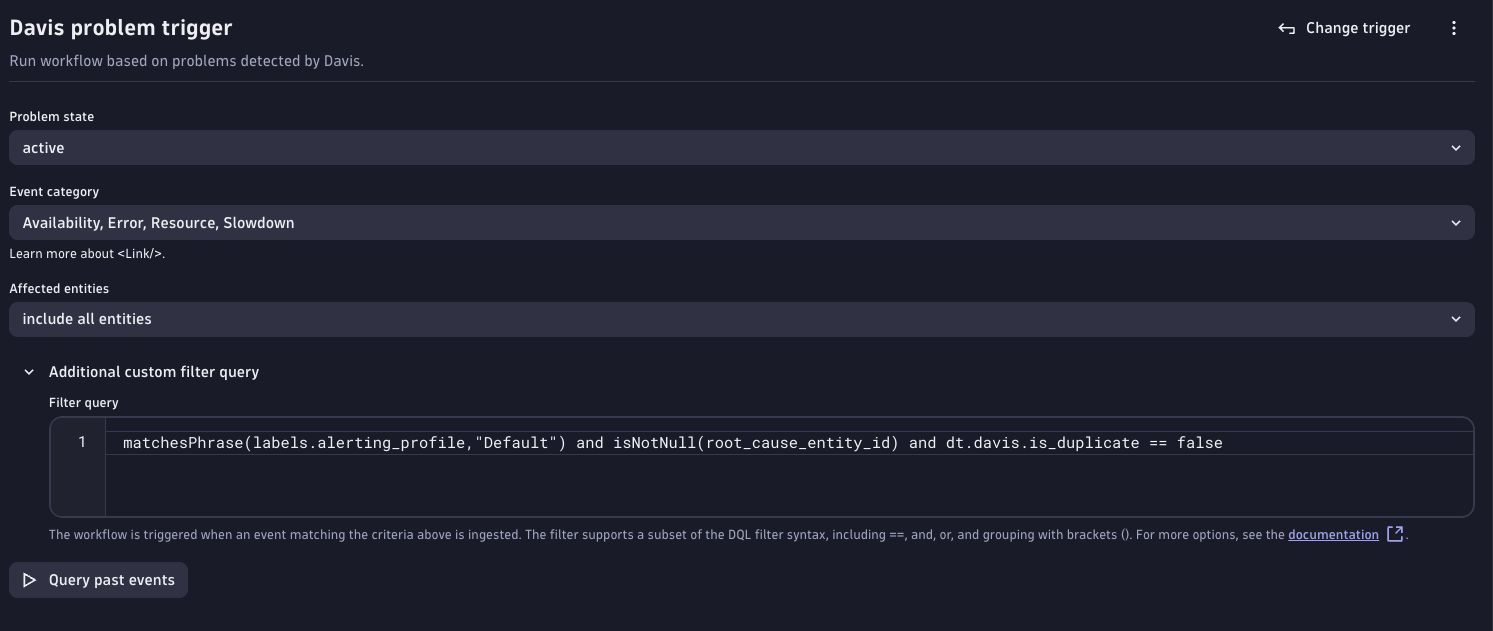 Davis problem trigger
Change trigger
Run workflow based on problems detected by Davis.
Problem state
active
Event category
Availability, Error, Resource, Slowdown
Learn more about <Link/>.
Affected entities
include all entities
Additional custom filter query
Filter query
1
matchesPhrase(labels.alerting_profile,"Default") and isNotNull(root_cause_entity_id) and dt.davis.is_duplicate == false
The workflow is triggered when an event matching the criteria above is ingested. The filter supports a subset of the DQL filter syntax, including ==, and, or, and grouping with brackets (). For more options, see the documentation .
Query past events